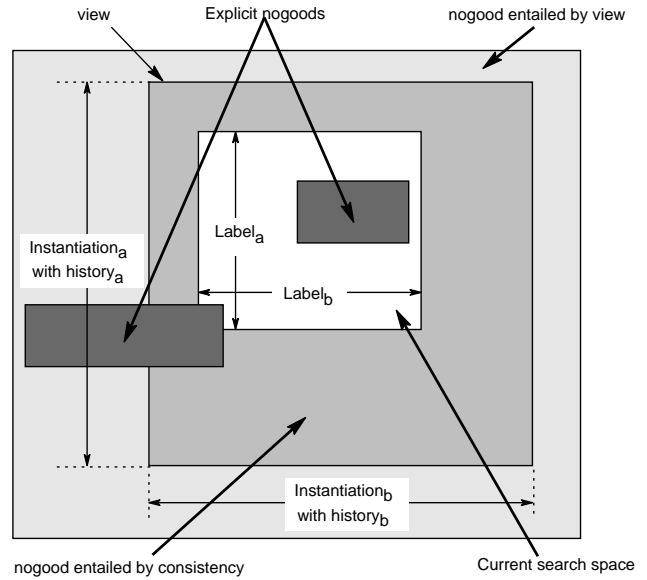 view
Explicit nogoods
nogood entailed by view
Label_a
Instantiation_a
with history_a
Label_b
Instantiation_b
with history_b
nogood entailed by consistency
Current search space